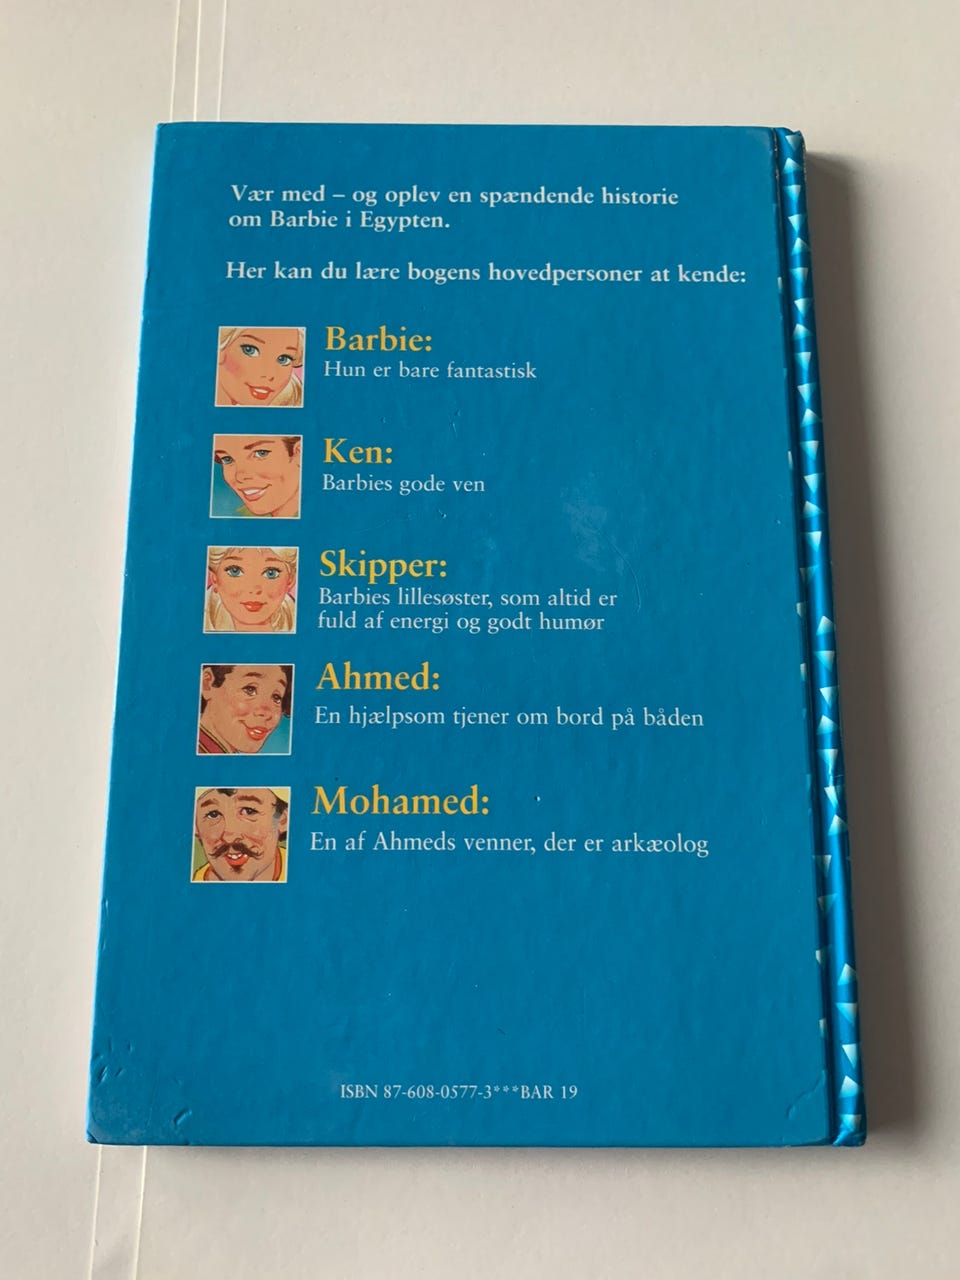 Vær med – og oplev en spændende historie
om Barbie i Egypten.
Her kan du lære bogens hovedpersoner at kende:
Barbie:
Hun er bare fantastisk
Ken:
Barbies gode ven
Skipper:
Barbies lillesøster, som altid er
fuld af energi og godt humør
Ahmed:
En hjælpsom tjener om bord på båden
Mohamed:
En af Ahmeds venner, der er arkæolog
ISBN 87-608-0577-3***BAR 19